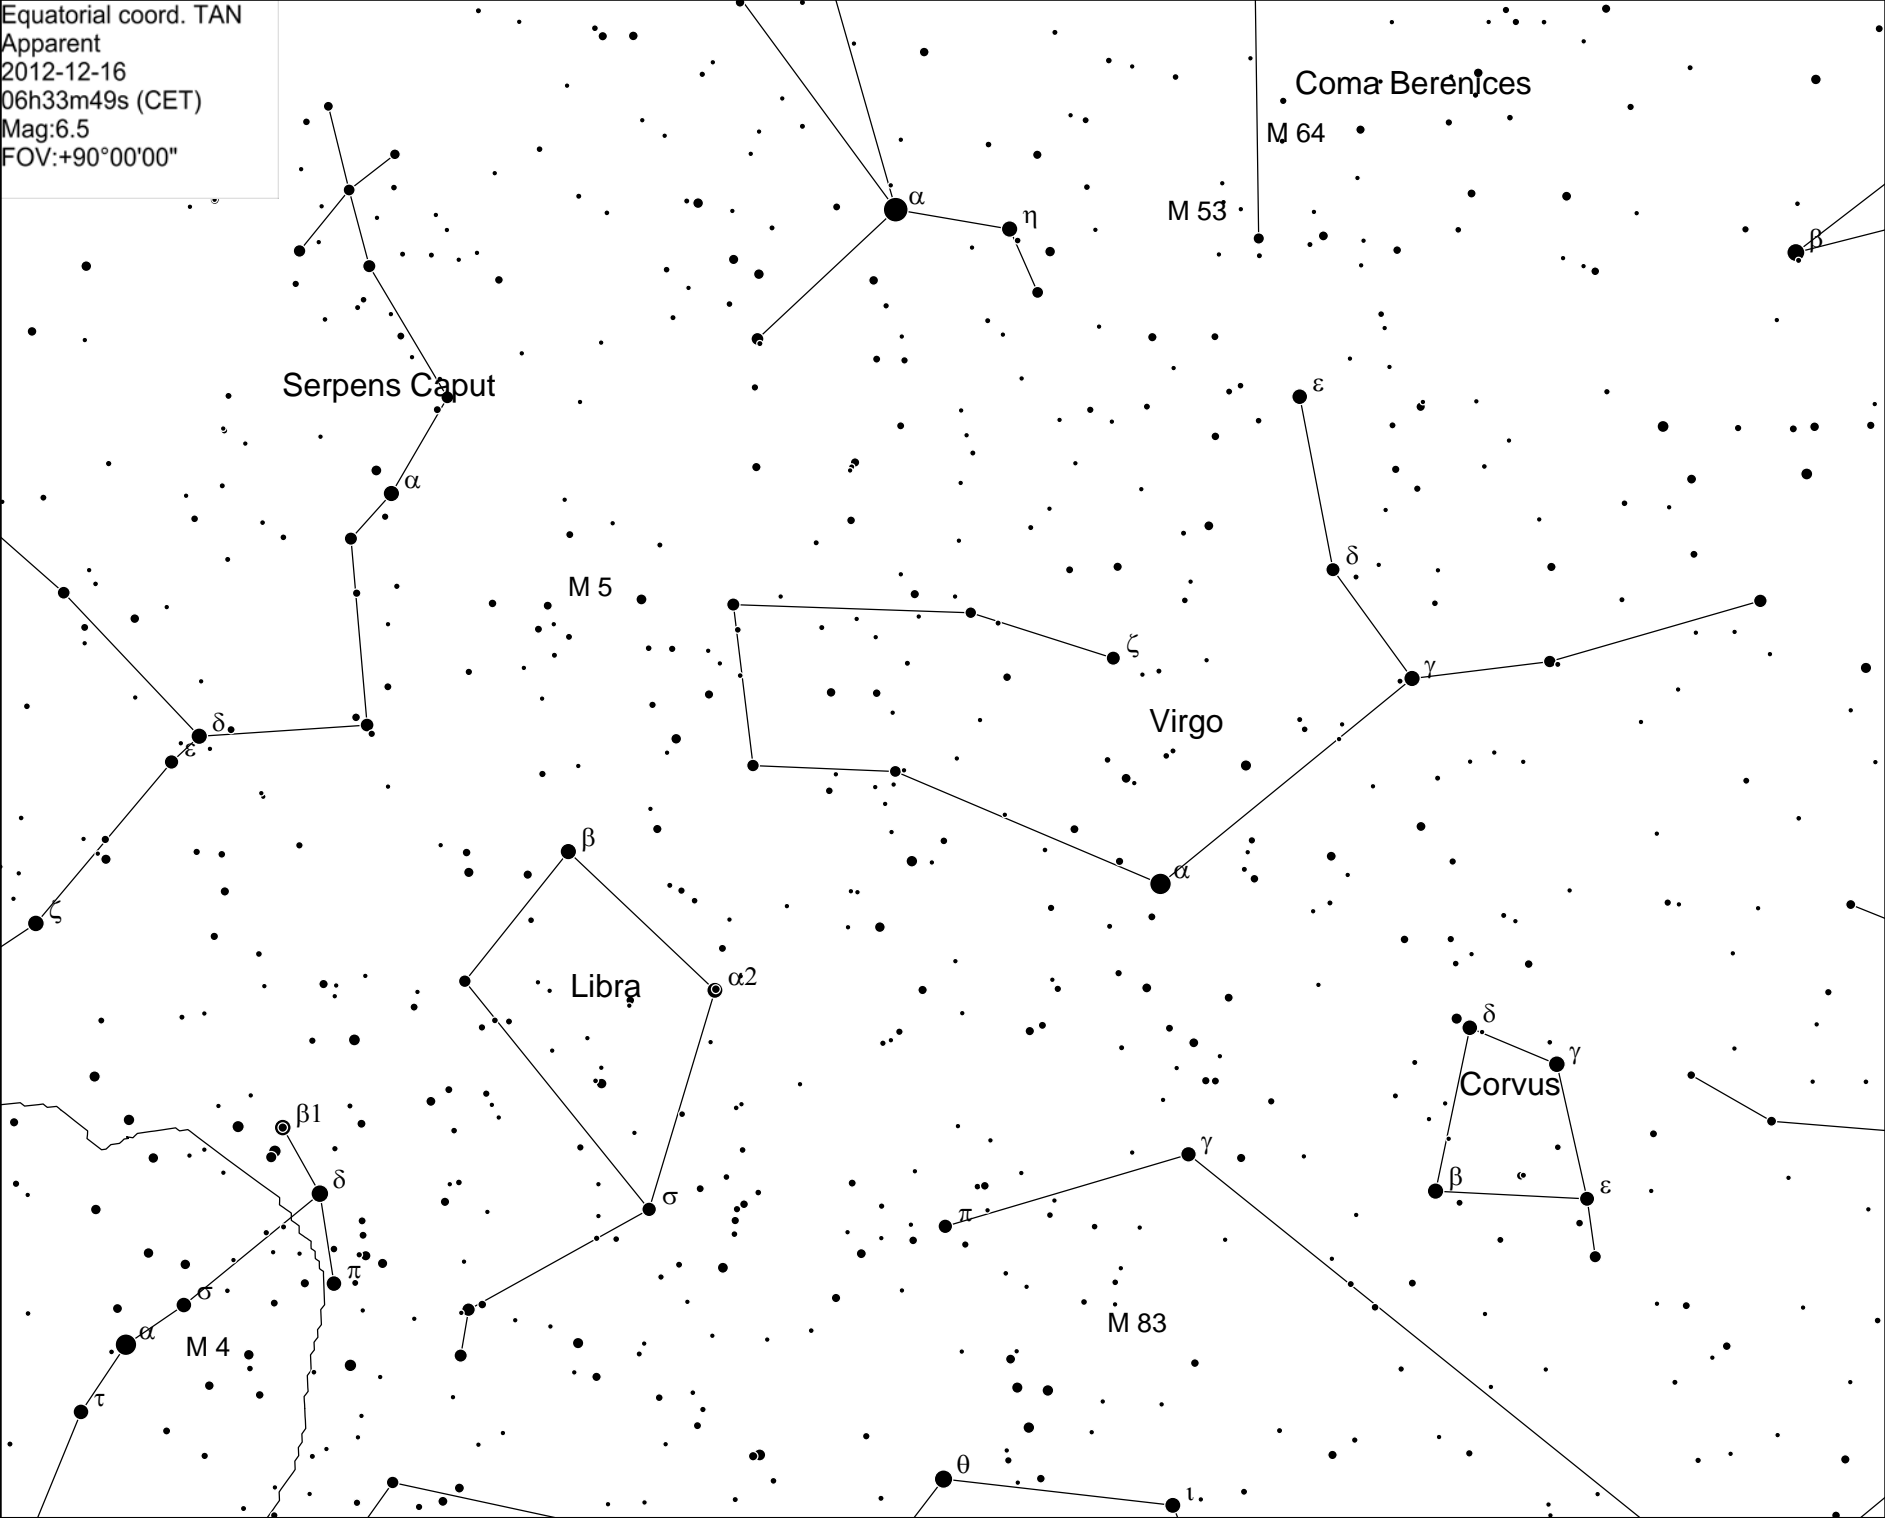 Equatorial coord. TAN
Apparent
2012-12-16
06h33m49s (CET)
Mag:6.5
FOV:+90°00'00"
Coma Berenices
M 64
α
M 53
η
β
Serpens Caput
ε
α
δ
M 5
ζ
γ
δ
Virgo
ε
β
α
ζ
Libra
α2
δ
γ
Corvus
β1
γ
δ
β
ε
σ
π
π
σ
M 83
α
M 4
τ
θ
ι